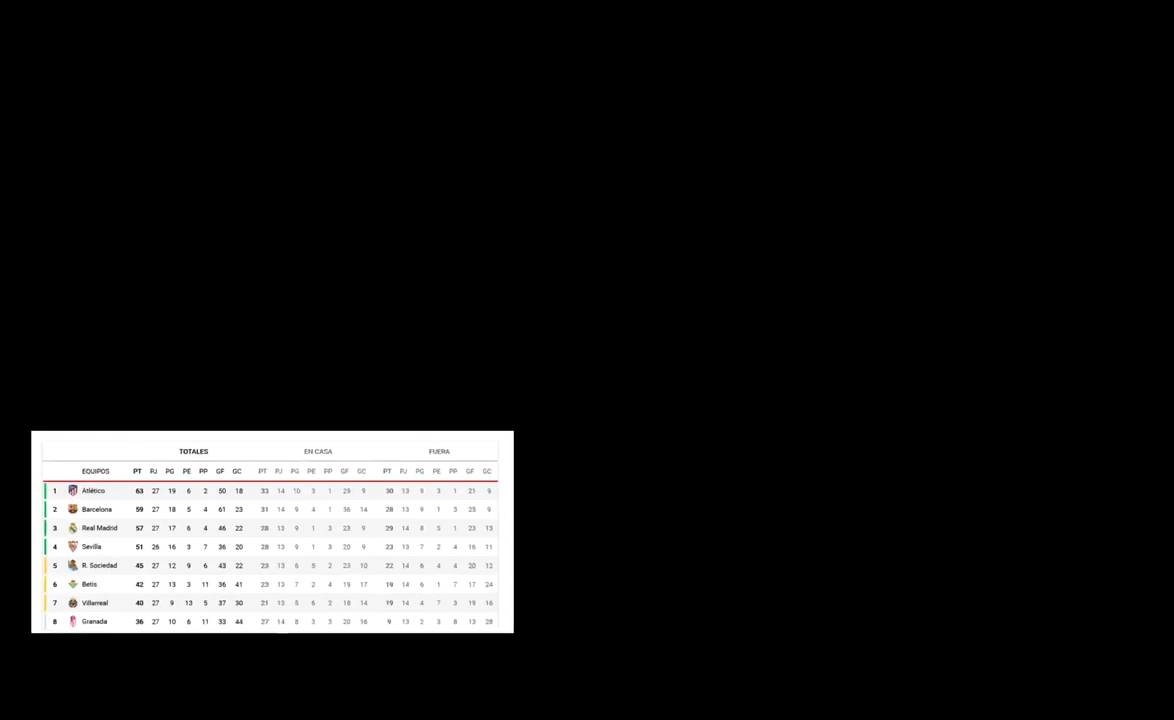 TOTALES EN CASA FUERA
EQUIPOS PT PJ PG PE PP GF GC PT PJ PG PE PP GF GC PT PJ PG PE PP GF GC
1 Atlético 63 27 19 6 2 50 18 33 14 10 3 1 29 9 30 13 9 3 1 21 9
2 Barcelona 59 27 18 5 4 61 23 31 14 9 4 1 36 14 28 13 9 1 3 25 9
3 Real Madrid 57 27 17 6 4 46 22 28 13 9 1 3 23 9 29 14 8 5 1 23 13
4 Sevilla 51 26 16 3 7 36 20 28 13 9 1 3 20 9 23 13 7 2 4 16 11
5 R. Sociedad 45 27 12 9 6 43 22 23 13 6 5 2 23 10 22 14 6 4 4 20 12
6 Betis 42 27 13 3 11 36 41 23 13 7 2 4 19 17 19 14 6 1 7 17 24
7 Villarreal 40 27 9 13 5 37 30 21 13 5 6 2 18 14 19 14 4 7 3 19 16
8 Granada 36 27 10 6 11 33 44 27 14 8 3 3 20 16 9 13 2 3 8 13 28